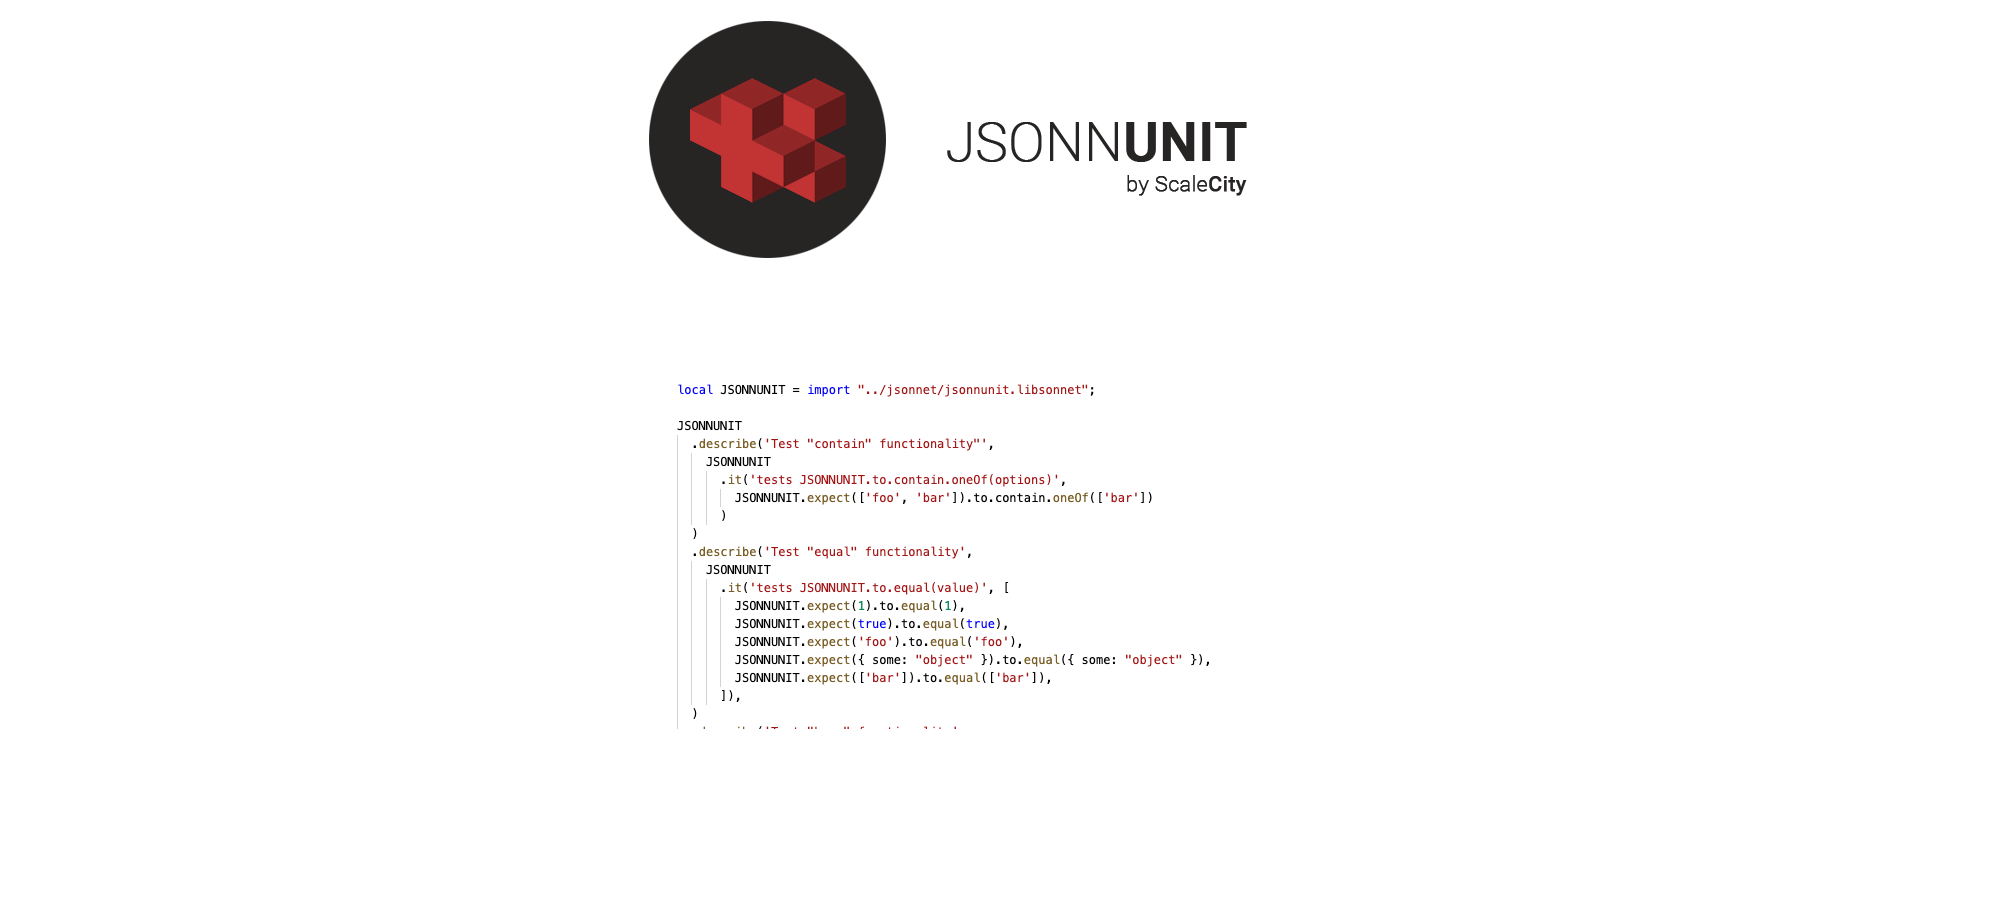 JSONNUNIT
by ScaleCity
local JSONNUNIT = import "../jsonnet/jsonnunit.libsonnet";
JSONNUNIT
.describe('Test "contain" functionality"',
JSONNUNIT
.it('tests JSONNUNIT.to.contain.oneOf(options)',
JSONNUNIT.expect(['foo', 'bar']).to.contain.oneOf(['bar'])
)
)
.describe('Test "equal" functionality',
JSONNUNIT
.it('tests JSONNUNIT.to.equal(value)', [
JSONNUNIT.expect(1).to.equal(1),
JSONNUNIT.expect(true).to.equal(true),
JSONNUNIT.expect('foo').to.equal('foo'),
JSONNUNIT.expect({ some: "object" }).to.equal({ some: "object" }),
JSONNUNIT.expect(['bar']).to.equal(['bar']),
]),
)